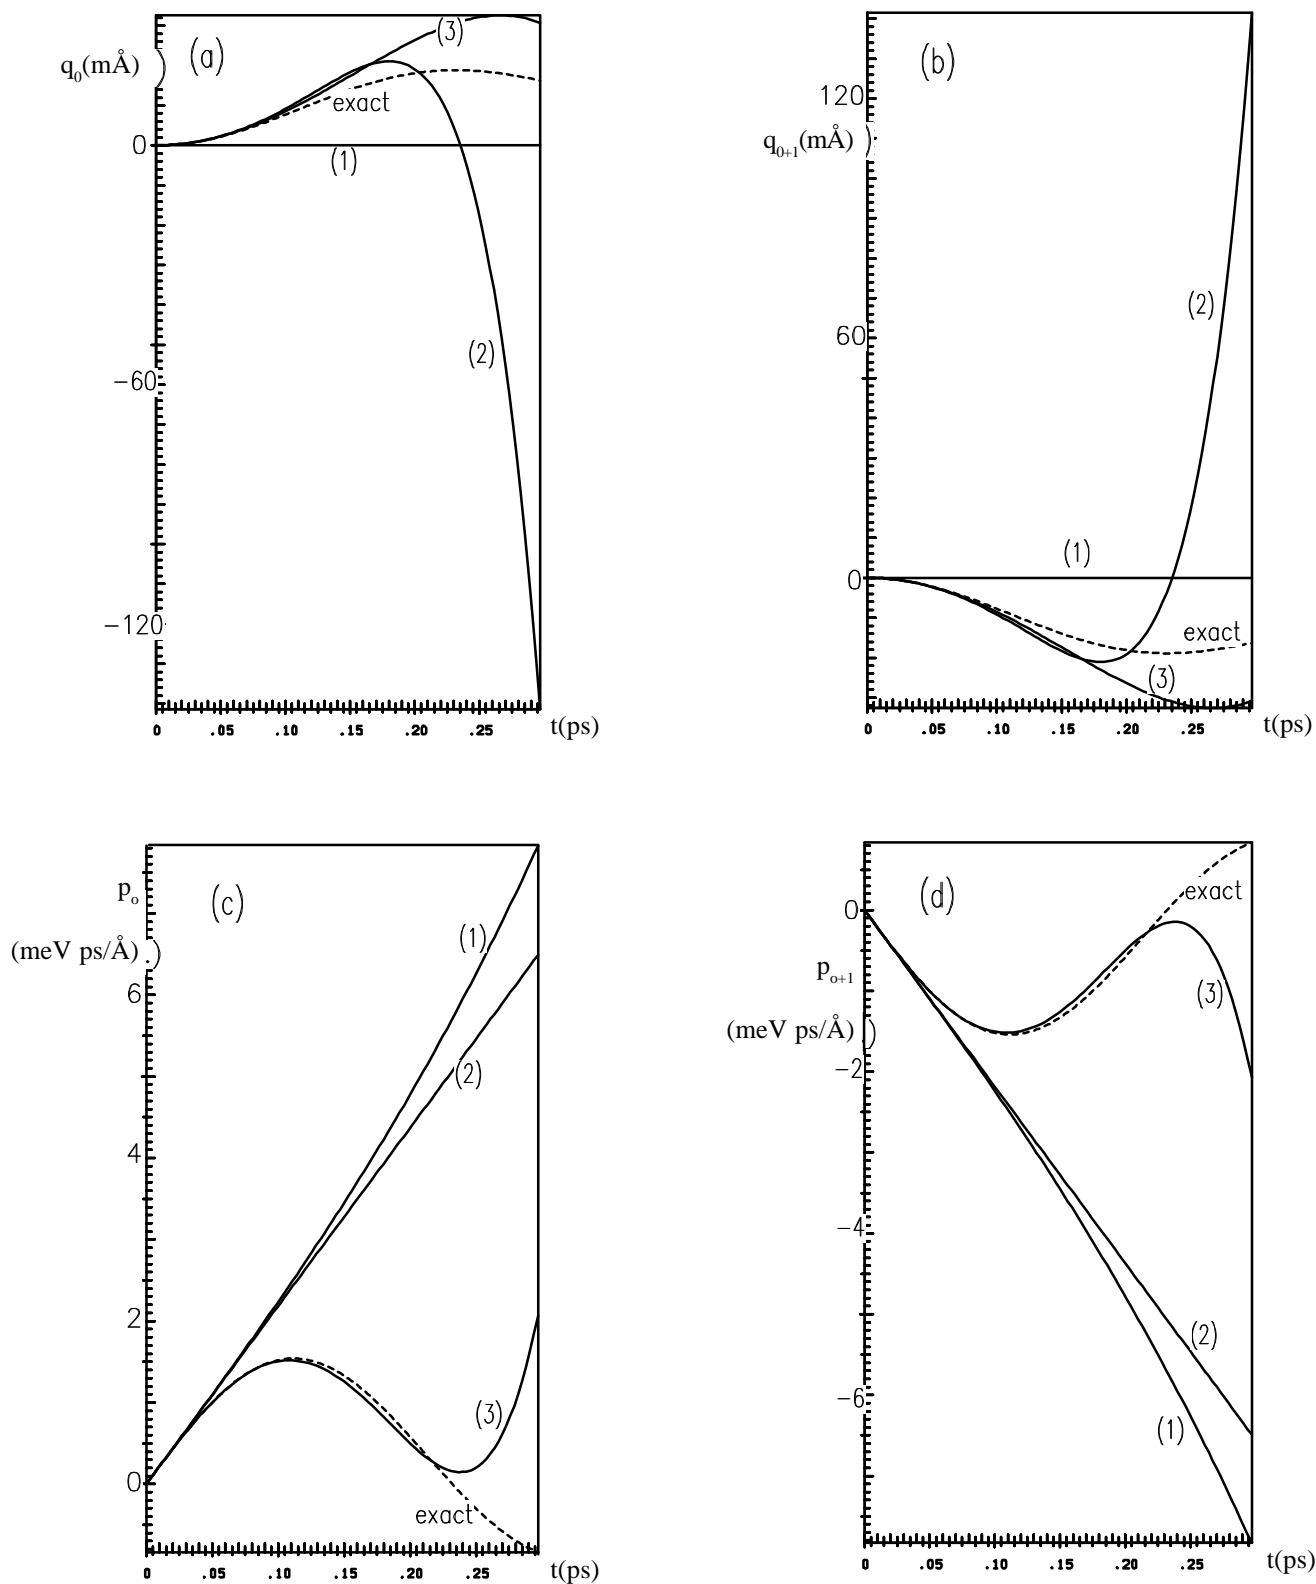 (a)
q₀(mÅ)
(3)
exact
0
(1)
(2)
−60
−120
0 .05 .10 .15 .20 .25 t(ps)
(b)
120
q₀₊₁(mÅ)
(2)
60
(1)
0
exact
(3)
0 .05 .10 .15 .20 .25 t(ps)
(c)
pₒ
(meV ps/Å)
(1)
6
(2)
4
2
(3)
0
exact
0 .05 .10 .15 .20 .25 t(ps)
(d)
exact
0
pₒ₊₁
(3)
(meV ps/Å)
−2
−4
(2)
−6
(1)
0 .05 .10 .15 .20 .25 t(ps)